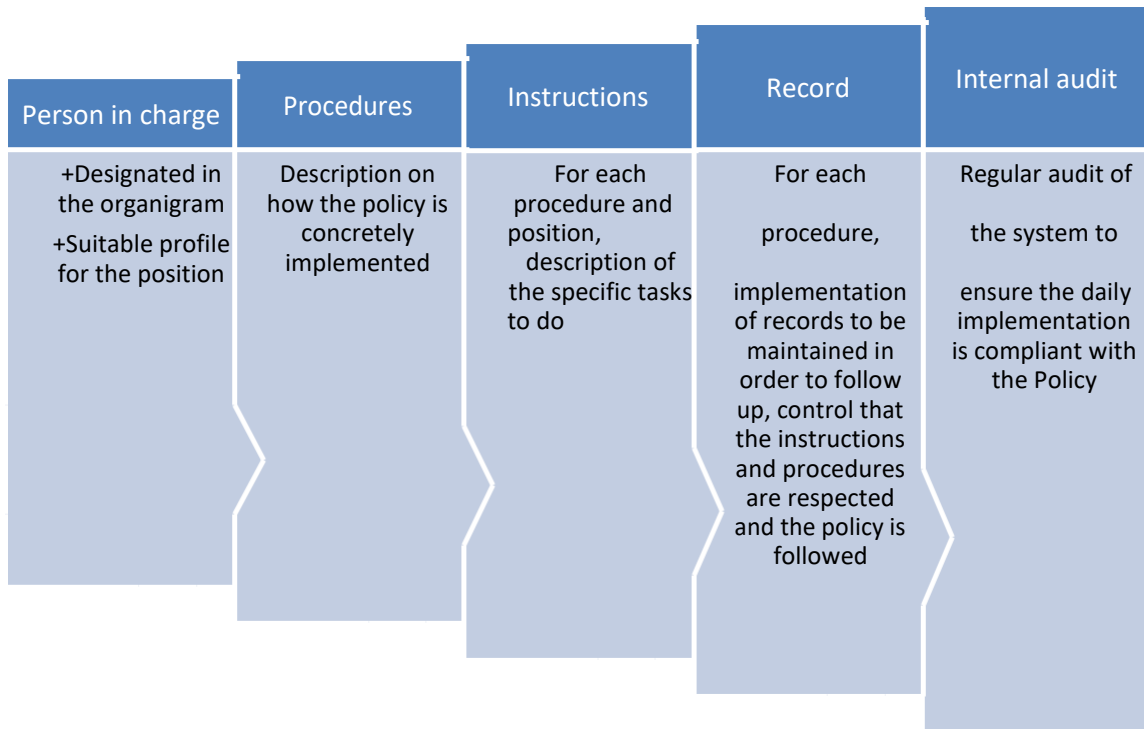 Person in charge
+Designated in
the organigram
+Suitable profile
for the position
Procedures
Description on
how the policy is
concretely
implemented
Instructions
For each
procedure and
position,
description of
the specific tasks
to do
Record
For each
procedure,
implementation
of records to be
maintained in
order to follow
up, control that
the instructions
and procedures
are respected
and the policy is
followed
Internal audit
Regular audit of
the system to
ensure the daily
implementation
is compliant with
the Policy